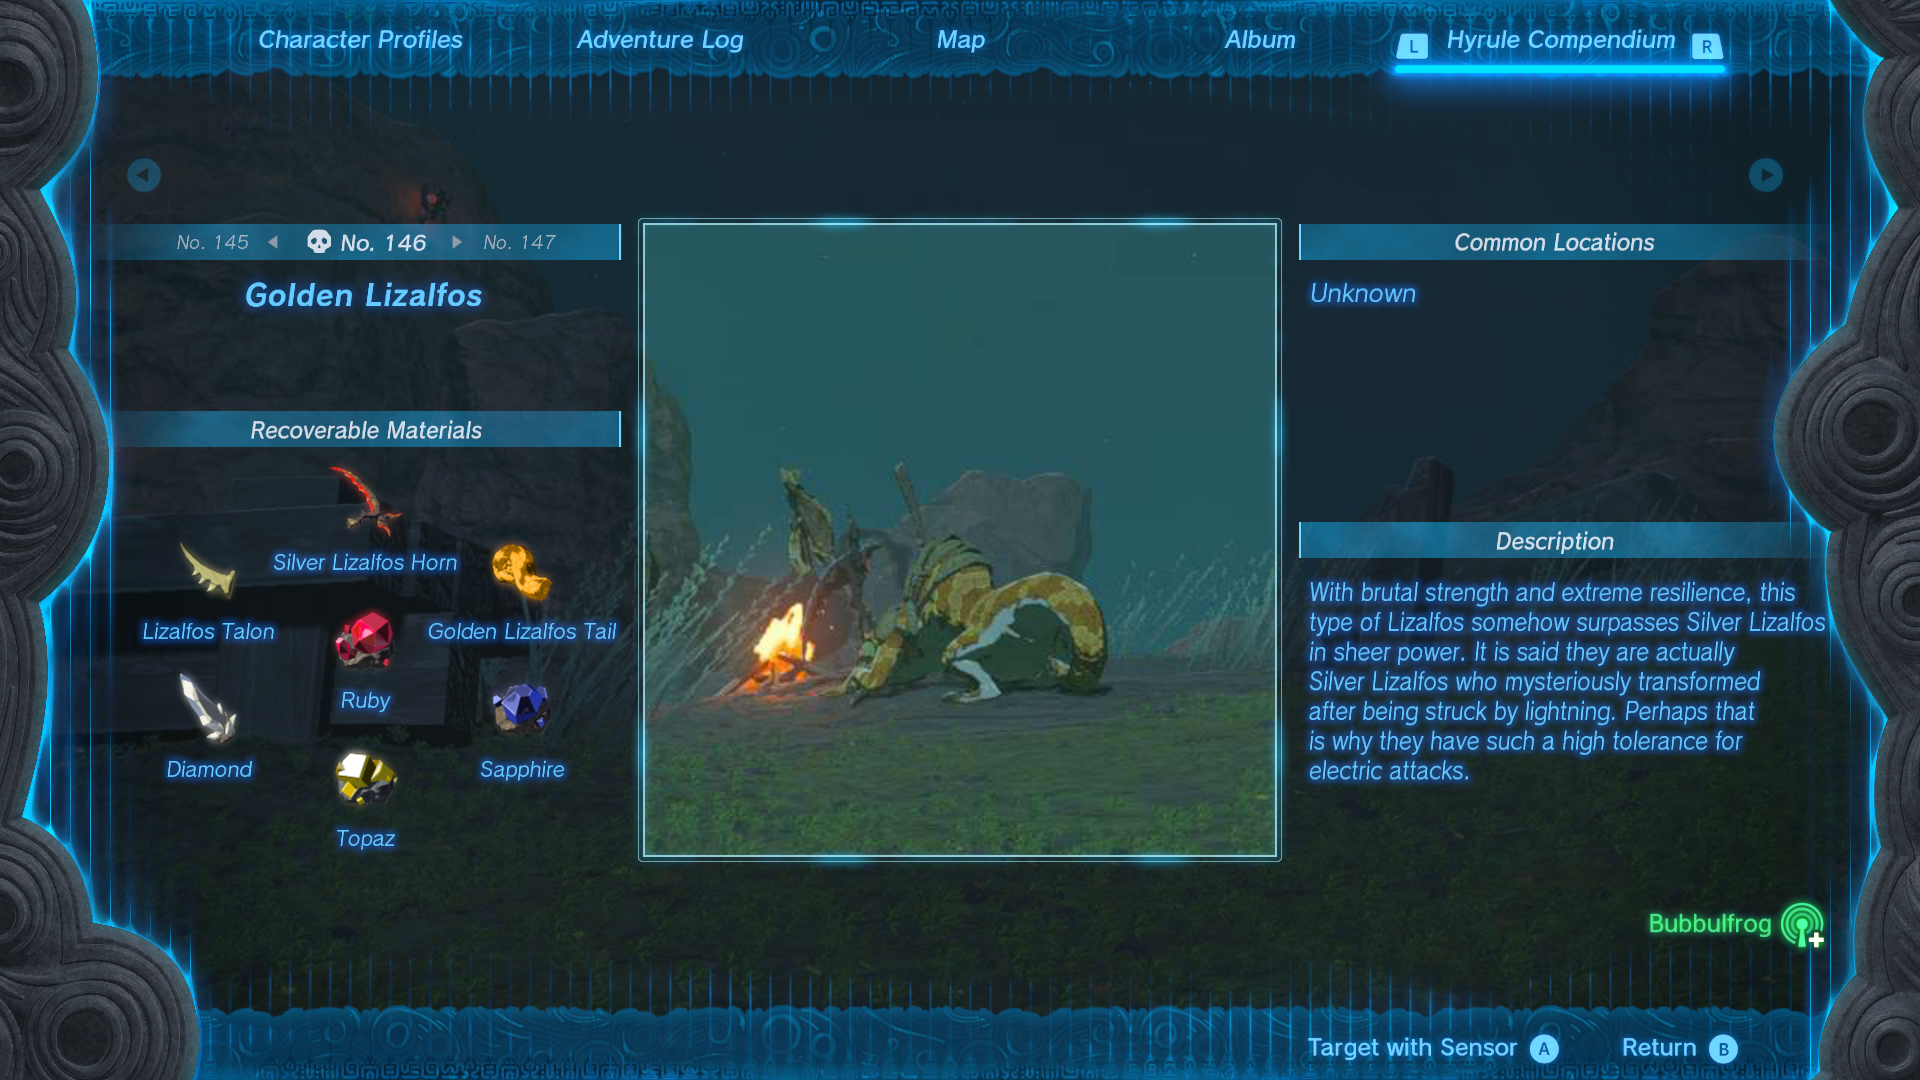 Character Profiles
Adventure Log
Map
Album
L
Hyrule Compendium
R
No. 145
No. 146
No. 147
Golden Lizalfos
Recoverable Materials
Silver Lizalfos Horn
Lizalfos Talon
Golden Lizalfos Tail
Ruby
Diamond
Sapphire
Topaz
Common Locations
Unknown
Description
With brutal strength and extreme resilience, this
type of Lizalfos somehow surpasses Silver Lizalfos
in sheer power. It is said they are actually
Silver Lizalfos who mysteriously transformed
after being struck by lightning. Perhaps that
is why they have such a high tolerance for
electric attacks.
Bubbulfrog
Target with Sensor A
Return B